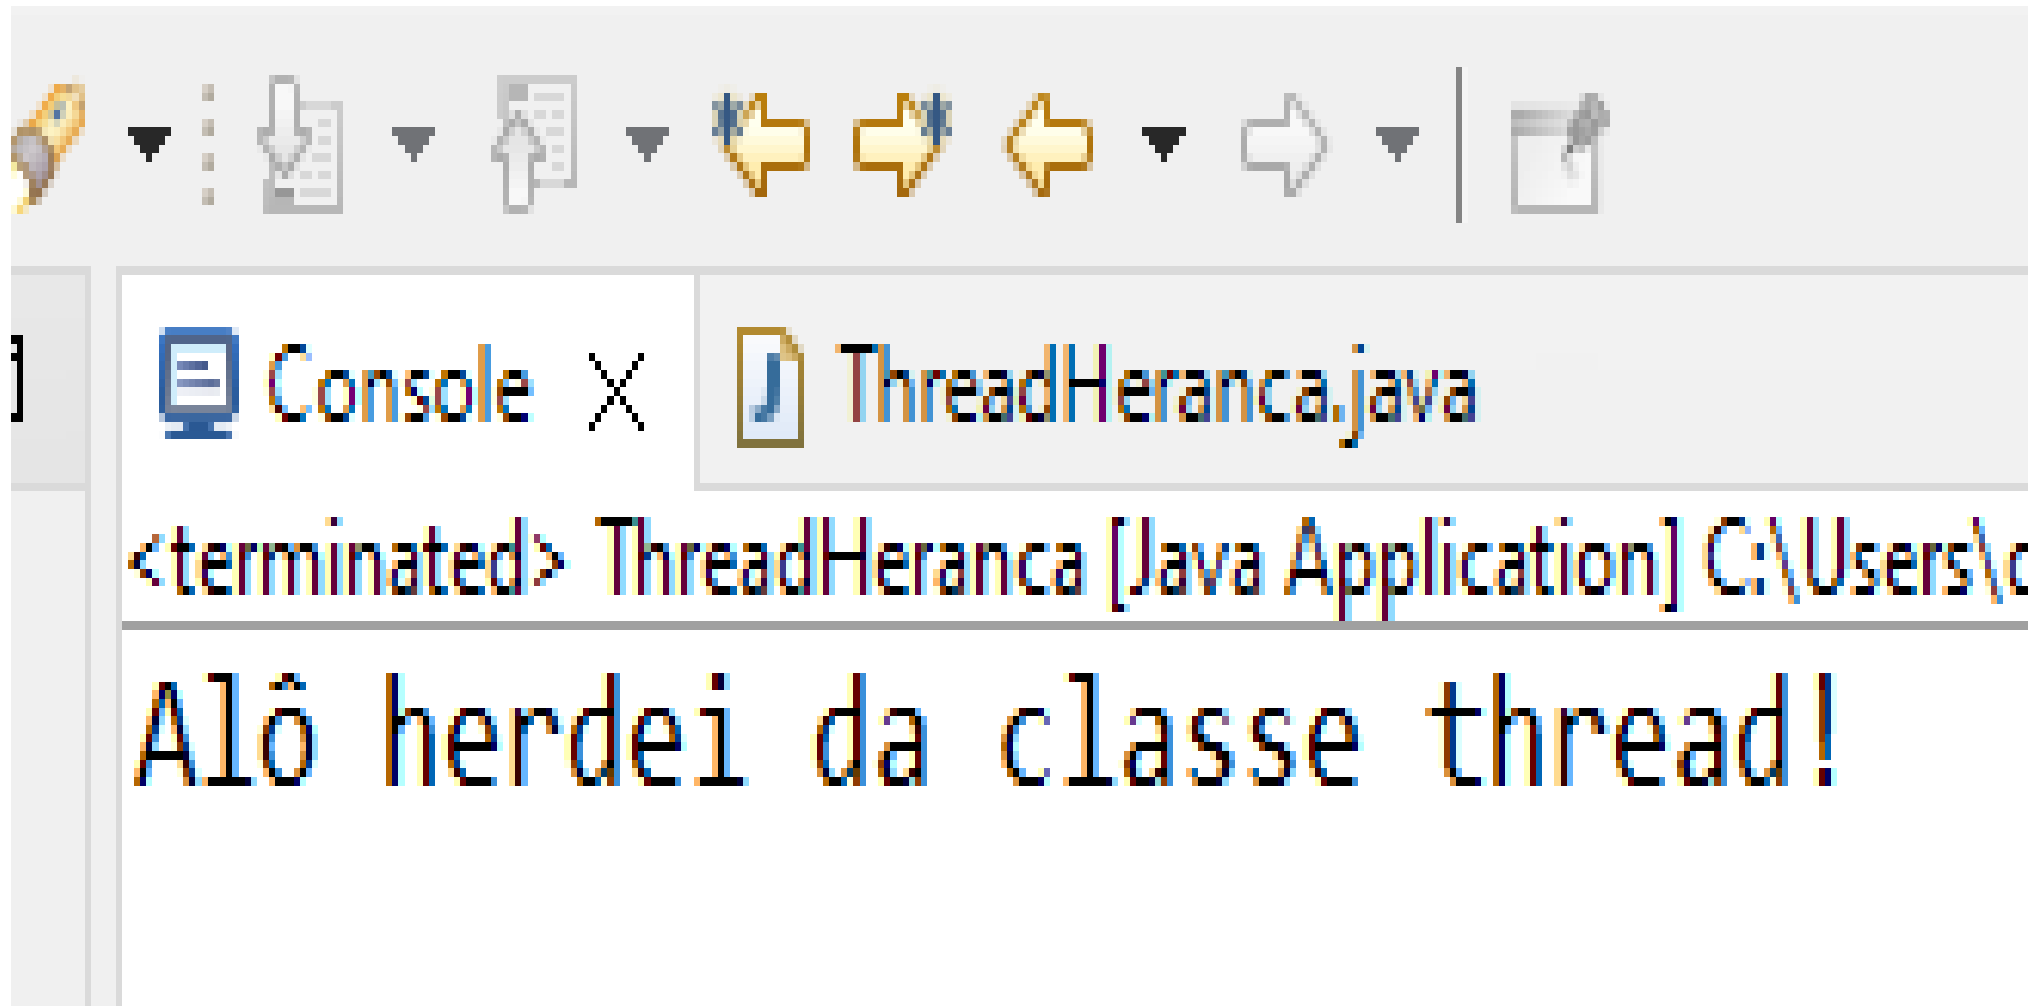 Console
ThreadHeranca.java
<terminated> ThreadHeranca [Java Application] C:\Users\
Alô herdei da classe thread!